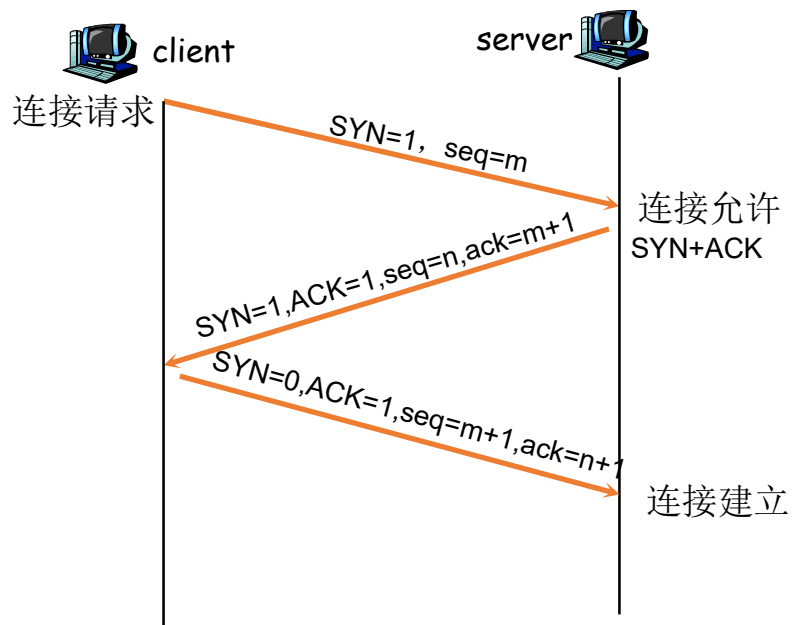 client
server
连接请求
SYN=1，seq=m
连接允许
SYN+ACK
SYN=1,ACK=1,seq=n,ack=m+1
SYN=0,ACK=1,seq=m+1,ack=n+1
连接建立